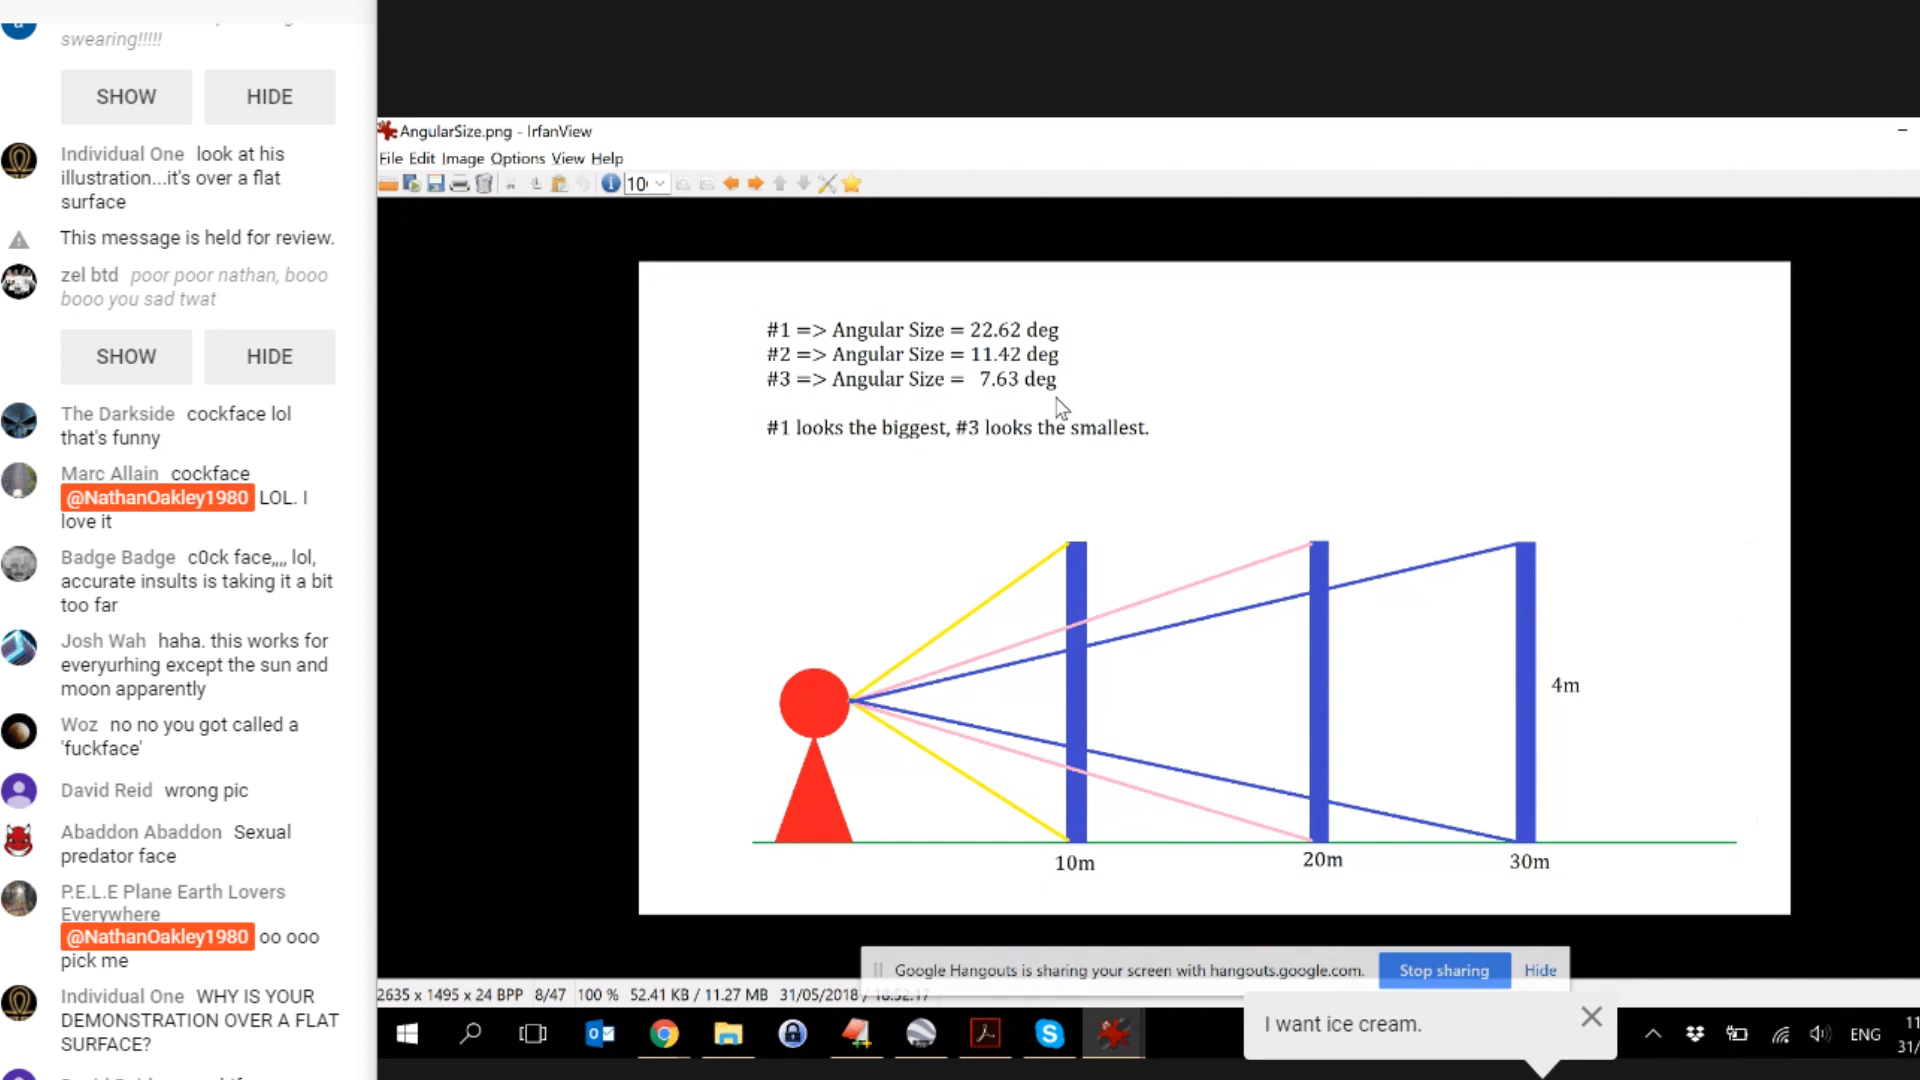 swearing!!!!!
SHOW HIDE
Individual One look at his
illustration...it's over a flat
surface
This message is held for review.
zel btd poor poor nathan, booo
booo you sad twat
SHOW HIDE
The Darkside cockface lol
that's funny
Marc Allain cockface
@NathanOakley1980 LOL. I
love it
Badge Badge c0ck face,,,, lol,
accurate insults is taking it a bit
too far
Josh Wah haha. this works for
everyurhing except the sun and
moon apparently
Woz no no you got called a
'fuckface'
David Reid wrong pic
Abaddon Abaddon Sexual
predator face
P.E.L.E Plane Earth Lovers
Everywhere
@NathanOakley1980 oo ooo
pick me
Individual One WHY IS YOUR
DEMONSTRATION OVER A FLAT
SURFACE?
AngularSize.png - IrfanView
File Edit Image Options View Help
#1 => Angular Size = 22.62 deg
#2 => Angular Size = 11.42 deg
#3 => Angular Size = 7.63 deg
#1 looks the biggest, #3 looks the smallest.
4m
10m 20m 30m
Google Hangouts is sharing your screen with hangouts.google.com. Stop sharing Hide
2635 x 1495 x 24 BPP 8/47 100 % 52.41 KB / 11.27 MB 31/05/2018 / 18:52:17
I want ice cream.
ENG